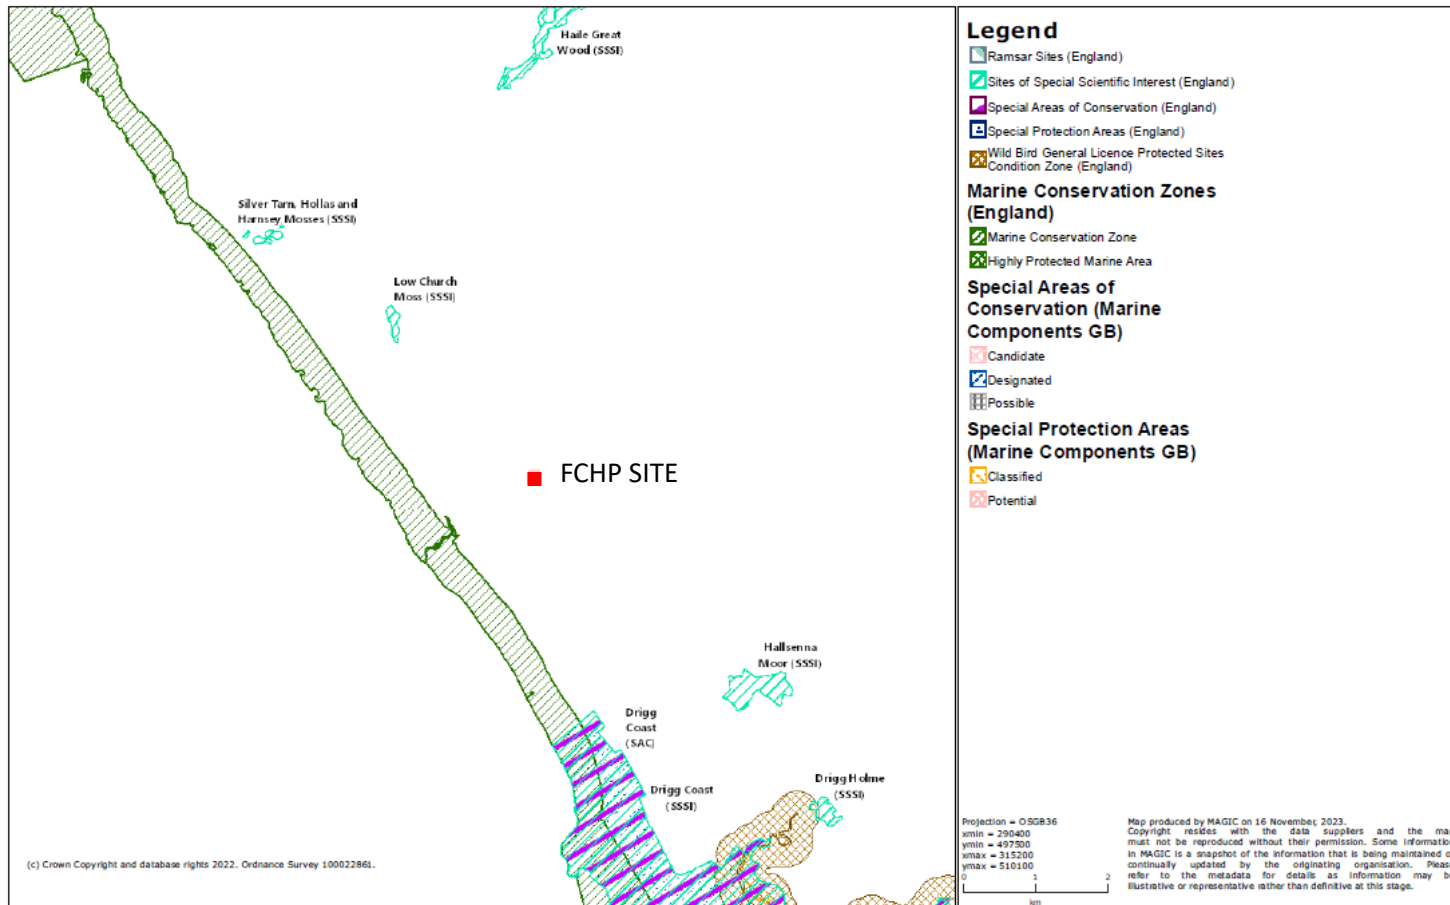 Haile Great
Wood (SSSI)
Silver Tarn, Hollas and
Harnsey Mosses (SSSI)
Low Church
Moss (SSSI)
FCHP SITE
Hallsenna
Moor (SSSI)
Drigg
Coast
(SAC)
Drigg Coast
(SSSI)
Drigg Holme
(SSSI)
(c) Crown Copyright and database rights 2022. Ordnance Survey 100022861.
Legend
Ramsar Sites (England)
Sites of Special Scientific Interest (England)
Special Areas of Conservation (England)
Special Protection Areas (England)
Wild Bird General Licence Protected Sites
Condition Zone (England)
Marine Conservation Zones
(England)
Marine Conservation Zone
Highly Protected Marine Area
Special Areas of
Conservation (Marine
Components GB)
Candidate
Designated
Possible
Special Protection Areas
(Marine Components GB)
Classified
Potential
Projection = OSGB36
xmin = 290400
ymin = 497500
xmax = 315200
ymax = 510100
0 1 2
km
Map produced by MAGIC on 16 November, 2023.
Copyright resides with the data suppliers and the map
must not be reproduced without their permission. Some information
in MAGIC is a snapshot of the information that is being maintained o
continually updated by the originating organisation. Please
refer to the metadata for details as information may be
illustrative or representative rather than definitive at this stage.